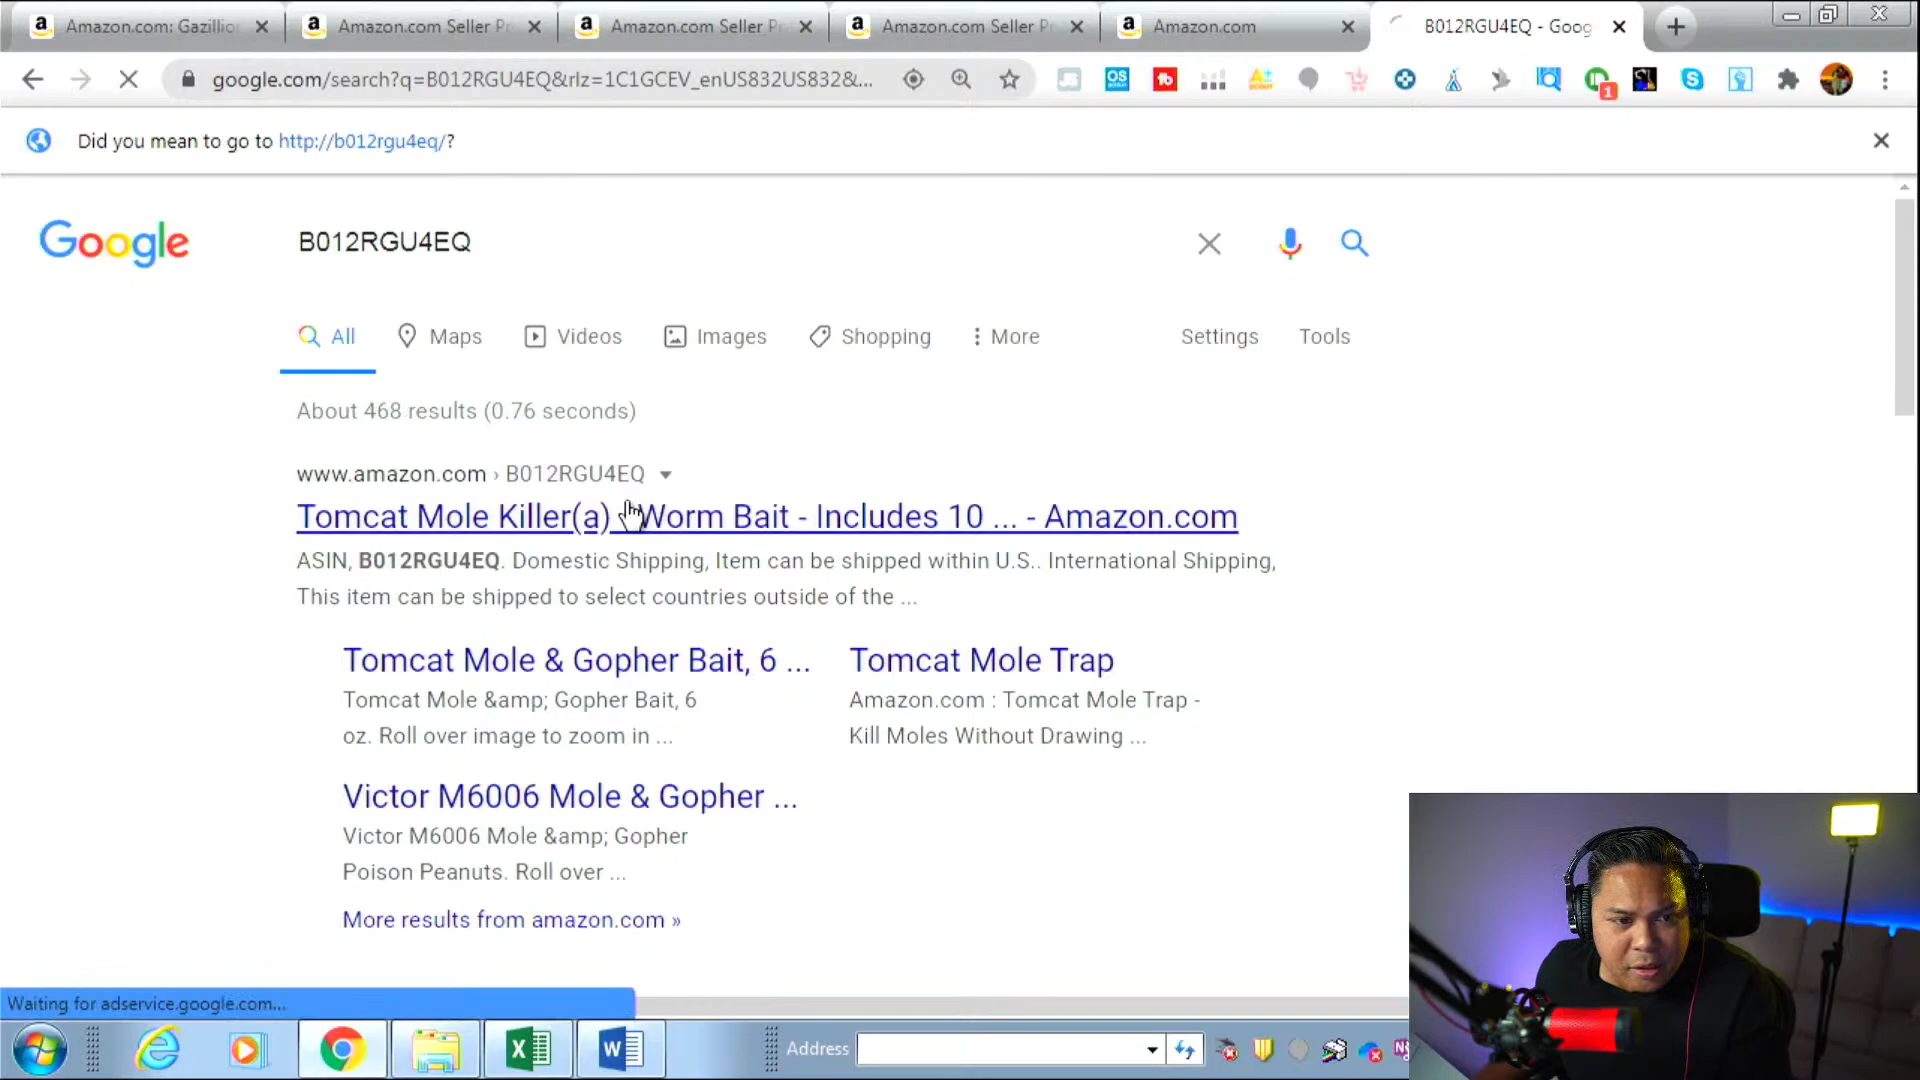 Amazon.com: Gazillio
Amazon.com Seller Pr
Amazon.com Seller Pr
Amazon.com Seller Pr
Amazon.com
B012RGU4EQ - Goog
google.com/search?q=B012RGU4EQ&rlz=1C1GCEV_enUS832US832&...
OS
1
Did you mean to go to http://b012rgu4eq/?
Google
B012RGU4EQ
All
Maps
Videos
Images
Shopping
More
Settings
Tools
About 468 results (0.76 seconds)
www.amazon.com › B012RGU4EQ
Tomcat Mole Killer(a) Worm Bait - Includes 10 ... - Amazon.com
ASIN, B012RGU4EQ. Domestic Shipping, Item can be shipped within U.S.. International Shipping,
This item can be shipped to select countries outside of the ...
Tomcat Mole & Gopher Bait, 6 ...
Tomcat Mole &amp; Gopher Bait, 6
oz. Roll over image to zoom in ...
Tomcat Mole Trap
Amazon.com : Tomcat Mole Trap -
Kill Moles Without Drawing ...
Victor M6006 Mole & Gopher ...
Victor M6006 Mole &amp; Gopher
Poison Peanuts. Roll over ...
More results from amazon.com »
Waiting for adservice.google.com...
Address